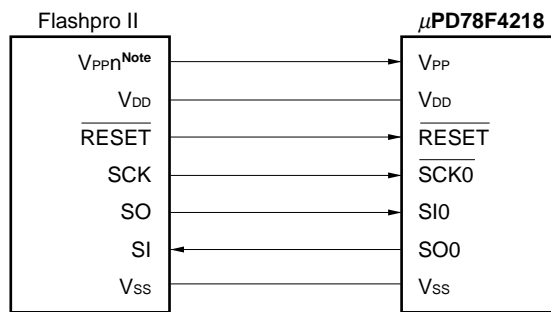 Flashpro II μPD78F4218
VPPnNote VPP
VDD VDD
RESET RESET
SCK SCK0
SO SI0
SI SO0
VSS VSS